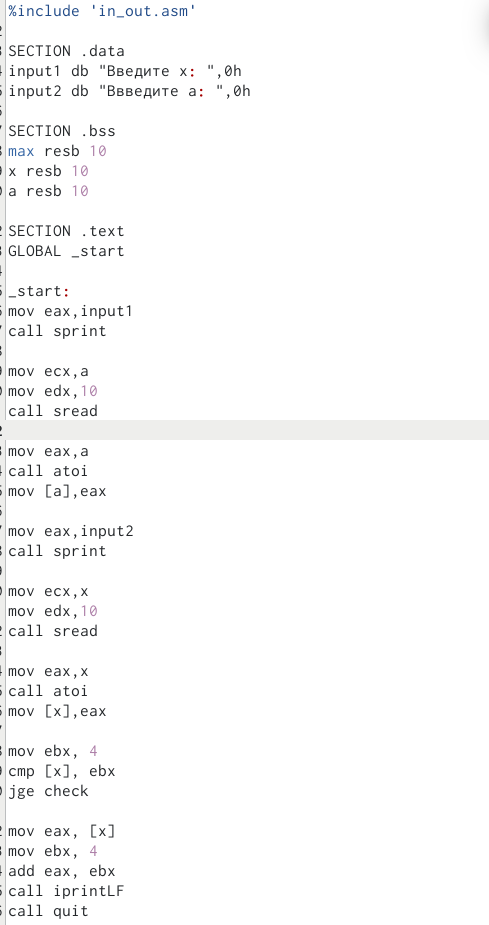 %include 'in_out.asm'
SECTION .data
input1 db "Введите x: ",0h
input2 db "Ввведите a: ",0h
SECTION .bss
max resb 10
x resb 10
a resb 10
SECTION .text
GLOBAL _start
_start:
mov eax,input1
call sprint
mov ecx,a
mov edx,10
call sread
mov eax,a
call atoi
mov [a],eax
mov eax,input2
call sprint
mov ecx,x
mov edx,10
call sread
mov eax,x
call atoi
mov [x],eax
mov ebx, 4
cmp [x], ebx
jge check
mov eax, [x]
mov ebx, 4
add eax, ebx
call iprintLF
call quit